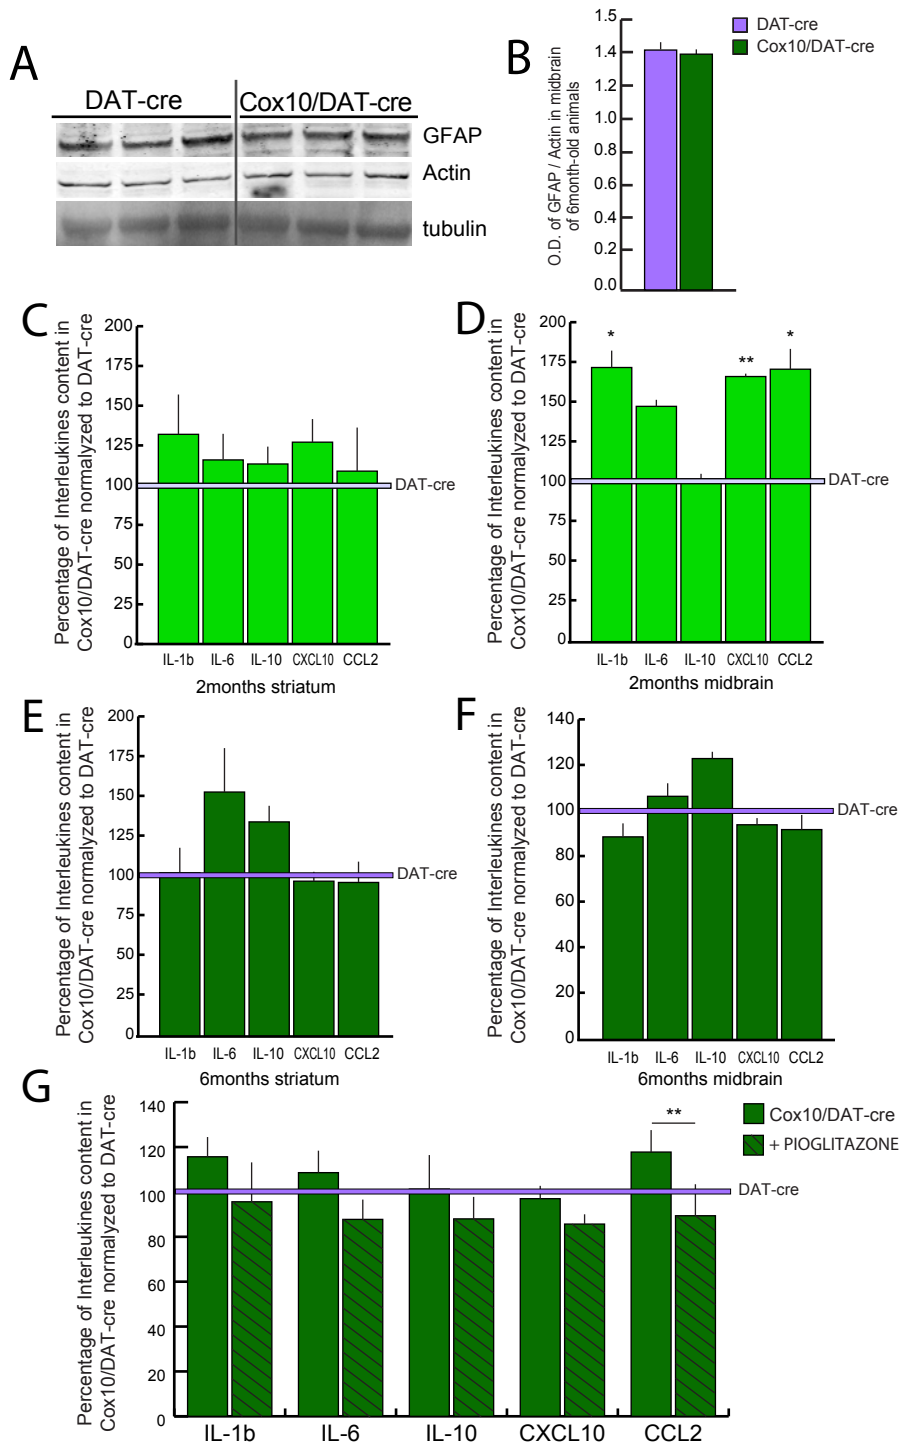 A
DAT-cre
Cox10/DAT-cre
GFAP
Actin
tubulin
B
O.D. of GFAP / Actin in midbrain
of 6month-old animals
1.5
1.4
1.2
1.0
0.8
0.6
1.4
0.2
0.0
DAT-cre
Cox10/DAT-cre
C
Percentage of Interleukines content in
Cox10/DAT-cre normalyzed to DAT-cre
200
175
150
125
100
75
50
25
0
DAT-cre
IL-1b IL-6 IL-10 CXCL10 CCL2
2months striatum
D
Percentage of Interleukines content in
Cox10/DAT-cre normalyzed to DAT-cre
200
175
150
125
100
75
50
25
0
* ** *
DAT-cre
IL-1b IL-6 IL-10 CXCL10 CCL2
2months midbrain
E
Percentage of Interleukines content in
Cox10/DAT-cre normalyzed to DAT-cre
200
175
150
125
100
75
50
25
0
DAT-cre
IL-1b IL-6 IL-10 CXCL10 CCL2
6months striatum
F
Percentage of Interleukines content in
Cox10/DAT-cre normalyzed to DAT-cre
140
120
100
80
60
40
20
0
DAT-cre
IL-1b IL-6 IL-10 CXCL10 CCL2
6months midbrain
G
Percentage of Interleukines content in
Cox10/DAT-cre normalyzed to DAT-cre
140
120
100
80
60
40
20
0
**
Cox10/DAT-cre
+ PIOGLITAZONE
DAT-cre
IL-1b IL-6 IL-10 CXCL10 CCL2